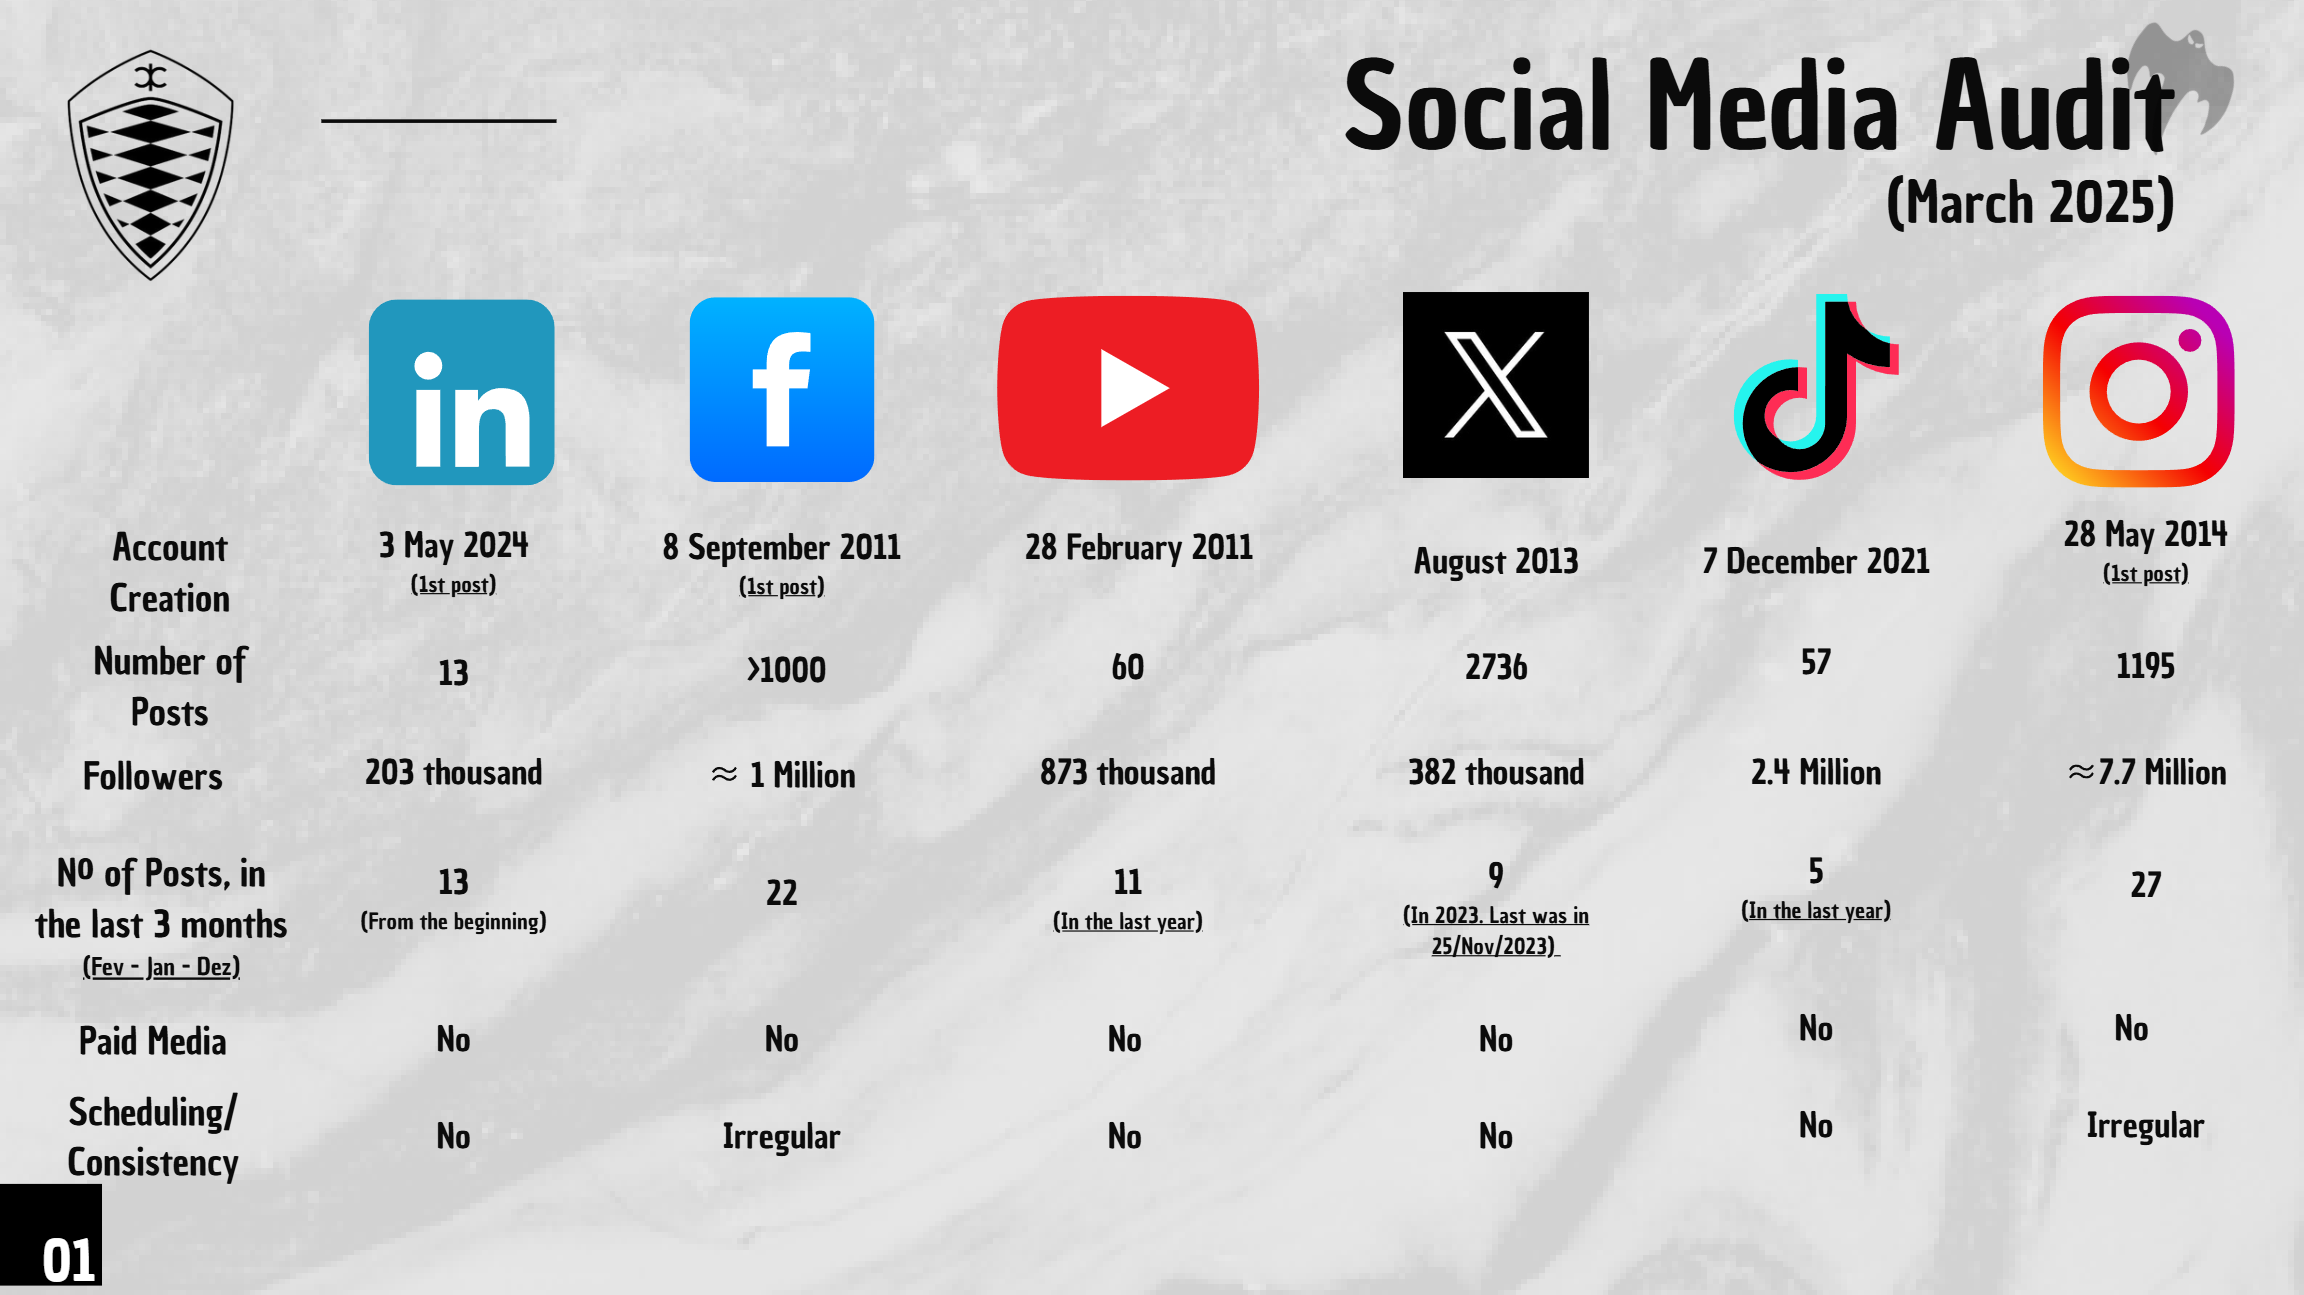 Social Media Audit
(March 2025)
in
f
X
Account
Creation
3 May 2024
(1st post)
8 September 2011
(1st post)
28 February 2011
August 2013
7 December 2021
28 May 2014
(1st post)
Number of
Posts
13
>1000
60
2736
57
1195
Followers
203 thousand
≈ 1 Million
873 thousand
382 thousand
2.4 Million
≈7.7 Million
Nº of Posts, in
the last 3 months
(Fev - Jan - Dez)
13
(From the beginning)
22
11
(In the last year)
9
(In 2023. Last was in
25/Nov/2023)
5
(In the last year)
27
Paid Media
No
No
No
No
No
No
Scheduling/
Consistency
No
Irregular
No
No
No
Irregular
01